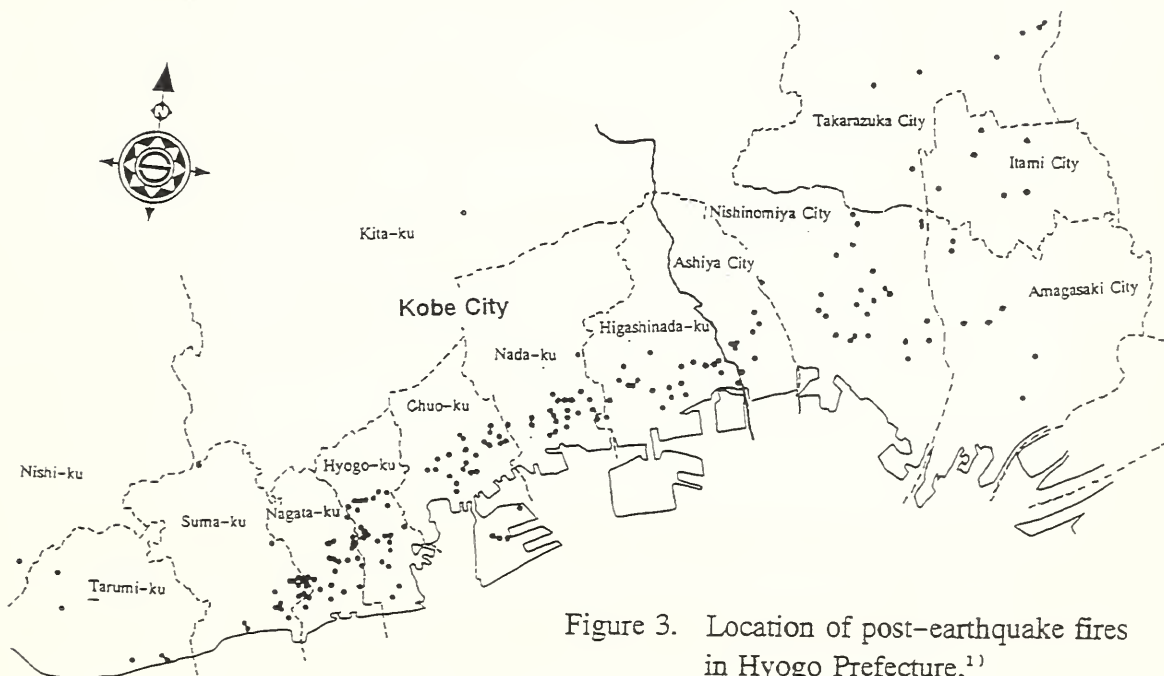 Takarazuka City
Itami City
Nishinomiya City
Kita-ku
Ashiya City
Amagasaki City
Kobe City
Higashinada-ku
Nada-ku
Chuo-ku
Hyogo-ku
Nishi-ku
Suma-ku
Nagata-ku
Tarumi-ku
Figure 3. Location of post-earthquake fires
in Hyogo Prefecture.1)